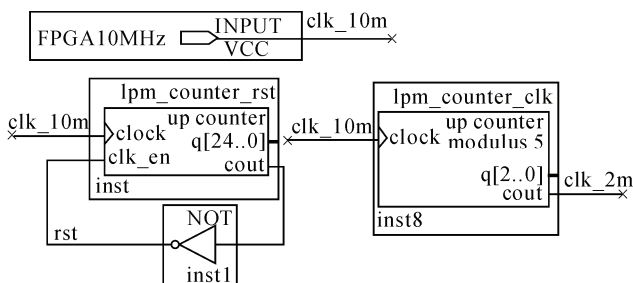 FPGA10MHz INPUT VCC clk_10m
lpm_counter_rst
clk_10m
up counter
clock
q[24..0]
clk_en
cout
inst
rst
NOT
inst1
lpm_counter_clk
clk_10m
up counter
clock
modulus 5
q[2..0]
cout
clk_2m
inst8